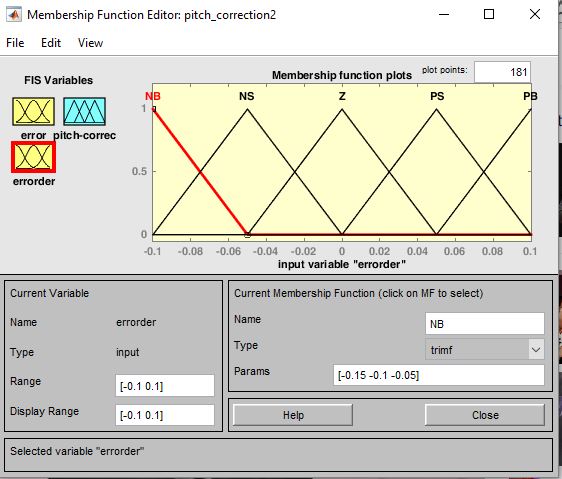 Membership Function Editor: pitch_correction2
File Edit View
FIS Variables
error
pitch-correc
errorder
Membership function plots
plot points:
181
NB NS Z PS PB
1
0.5
0
-0.1 -0.08 -0.06 -0.04 -0.02 0 0.02 0.04 0.06 0.08 0.1
input variable "errorder"
Current Variable
Name errorder
Type input
Range [-0.1 0.1]
Display Range [-0.1 0.1]
Current Membership Function (click on MF to select)
Name NB
Type trimf
Params [-0.15 -0.1 -0.05]
Help Close
Selected variable "errorder"